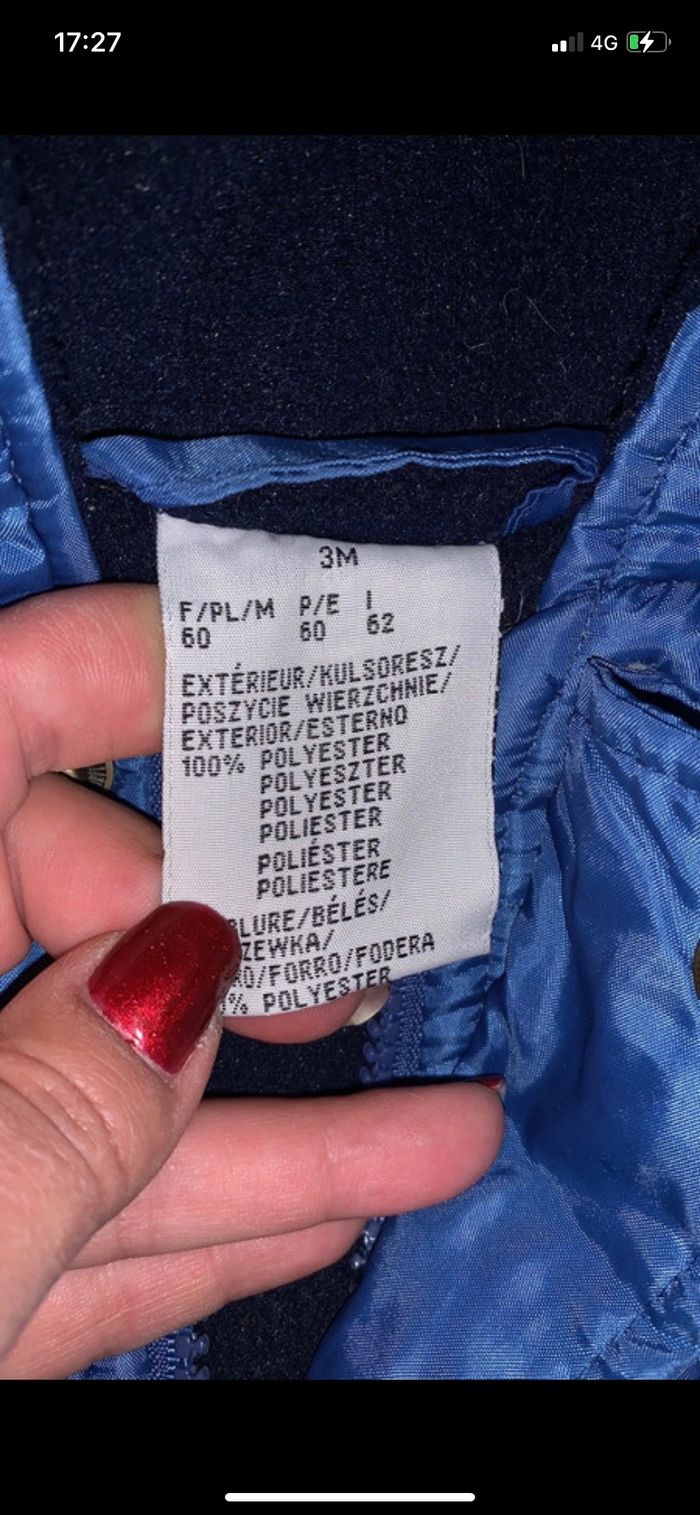 17:27
4G
3M
F/PL/M P/E I
60 60 62
EXTÉRIEUR/KULSORESZ/
POSZYCIE WIERZCHNIE/
EXTERIOR/ESTERNO
100% POLYESTER
POLYESZTER
POLYESTER
POLIESTER
POLIÉSTER
POLIESTERE
/BÉLÉS/
/FORRO/FODERA
POLYESTER